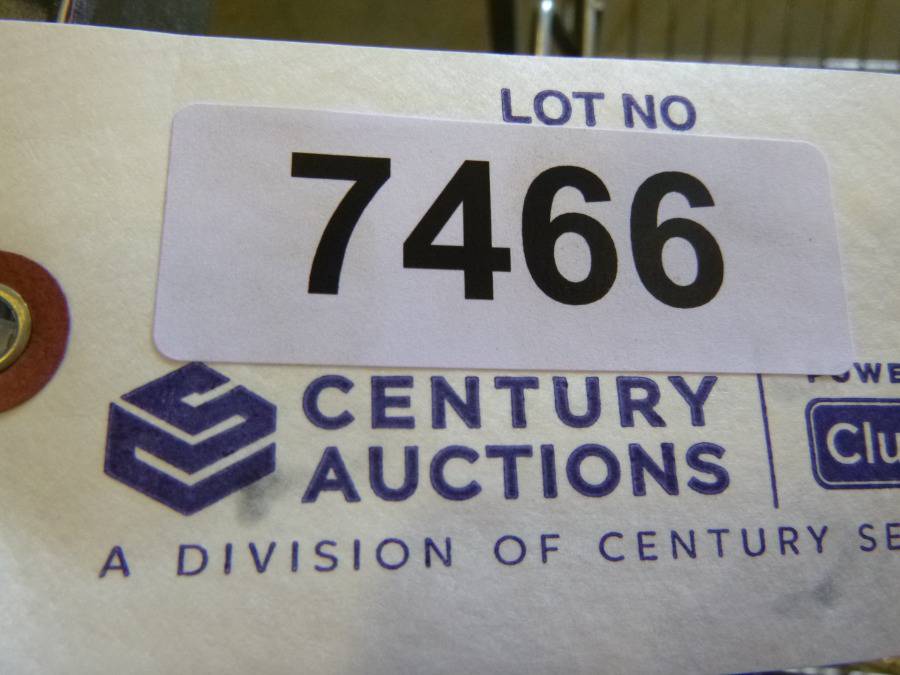 LOT NO
7466
CENTURY
AUCTIONS
A DIVISION OF CENTURY